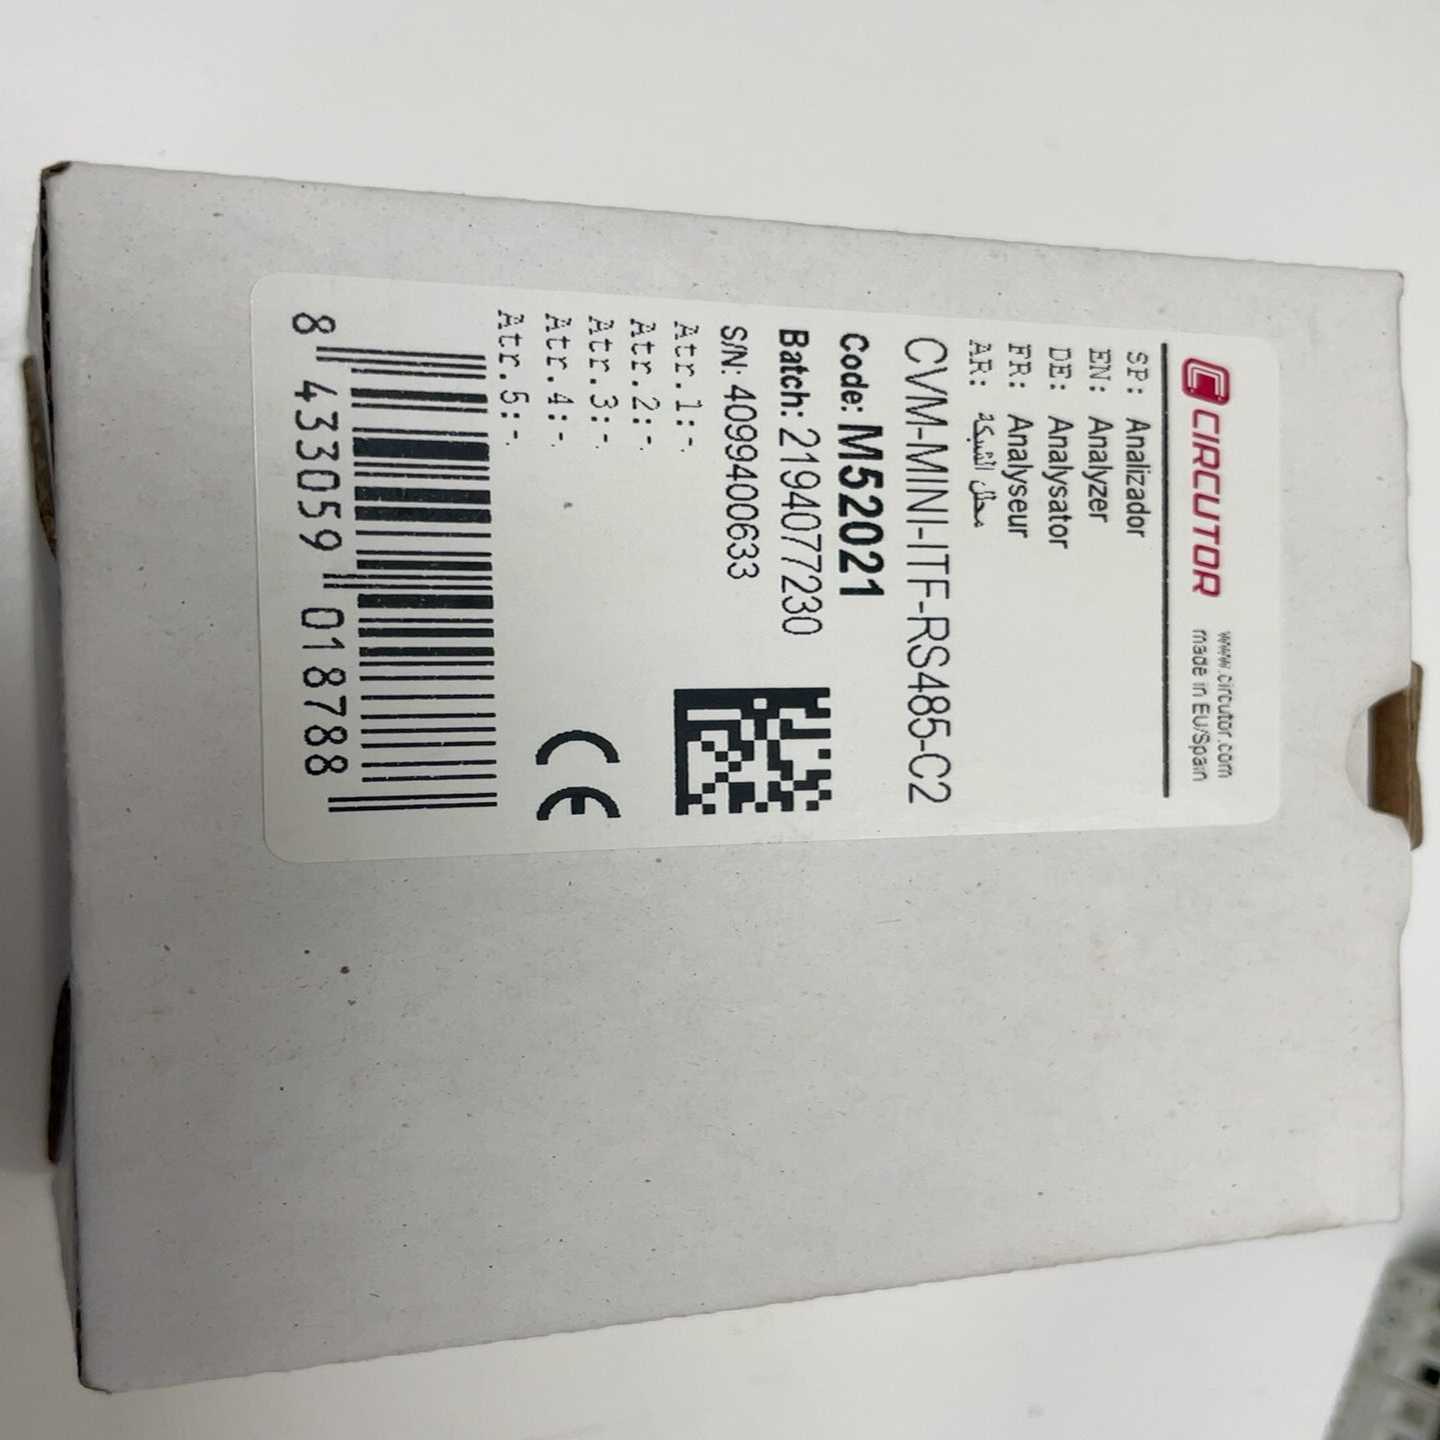 CIRCUTOR
www.circutor.com
made in EU/Spain
SP: Analizador
EN: Analyzer
DE: Analysator
FR: Analyseur
AR: محلل الشبكة
CVM-MINI-ITF-RS485-C2
Code: M52021
Batch: 2194077230
S/N: 4099400633
Atr.1:-.
Atr.2:-.
Atr.3:-.
Atr.4:-.
Atr.5:-.
CE
8 433059 018788